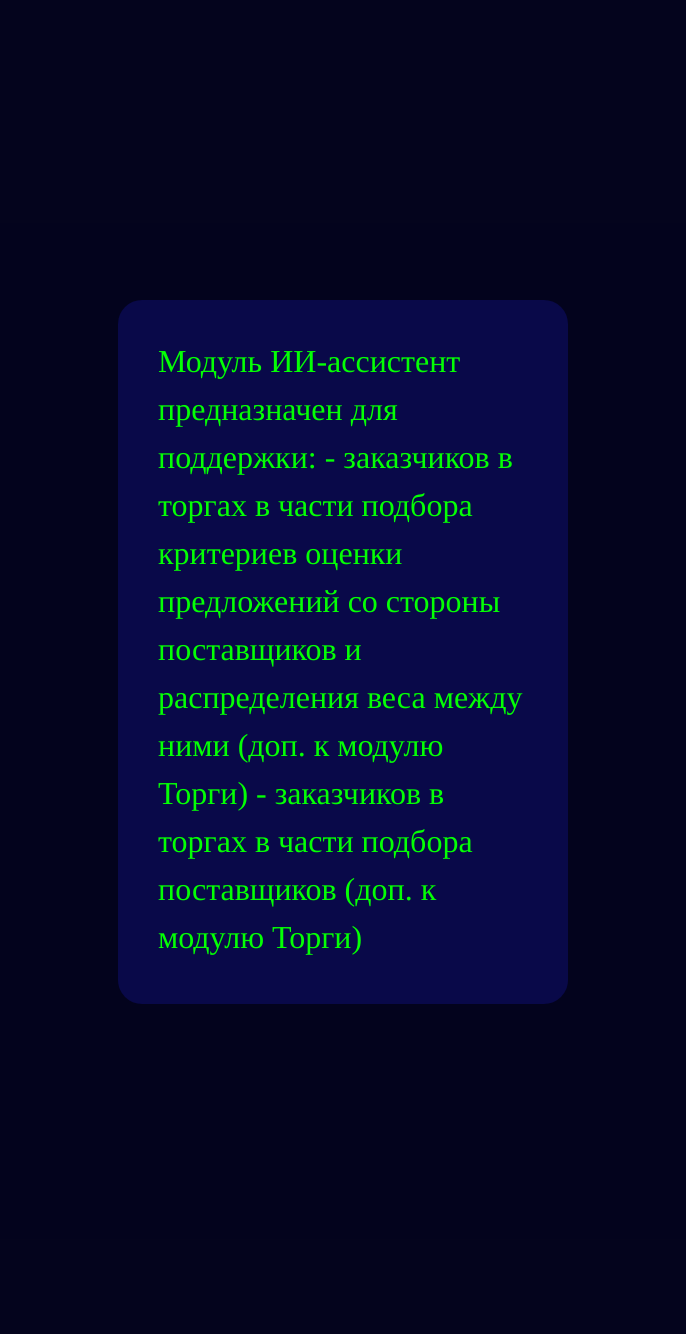 Модуль ИИ-ассистент
предназначен для
поддержки: - заказчиков в
торгах в части подбора
критериев оценки
предложений со стороны
поставщиков и
распределения веса между
ними (доп. к модулю
Торги) - заказчиков в
торгах в части подбора
поставщиков (доп. к
модулю Торги)